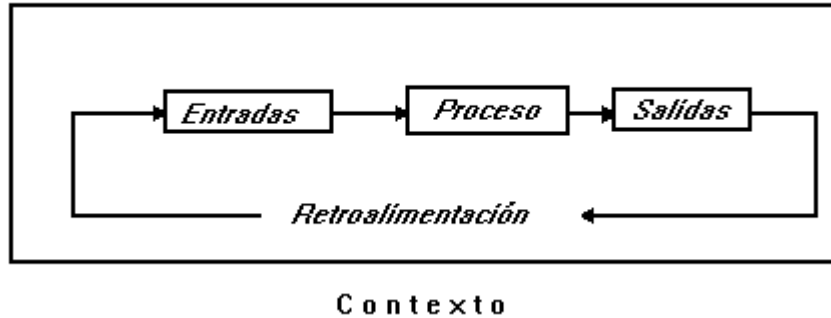 Entradas
Proceso
Salidas
Retroalimentación
Contexto